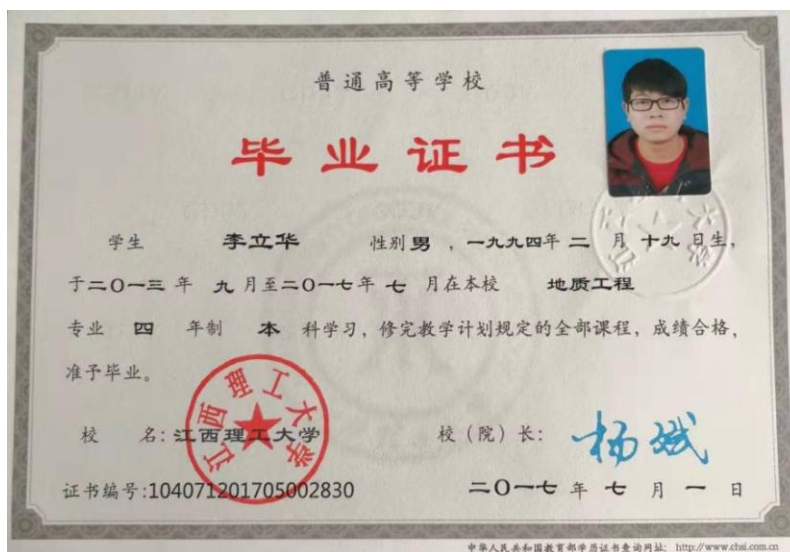 普通高等学校
毕业证书
学生 李立华 性别男，一九九四年二月十九日生，
于二〇一三年九月至二〇一七年七月在本校 地质工程
专业 四 年制 本 科学习，修完教学计划规定的全部课程，成绩合格，
准予毕业。
校 名：江西理工大学 校（院）长：杨斌
江西理工大学
证书编号:104071201705002830 二〇一七年七月一日
中华人民共和国教育部学历证书查询网址：http://www.chsi.com.cn